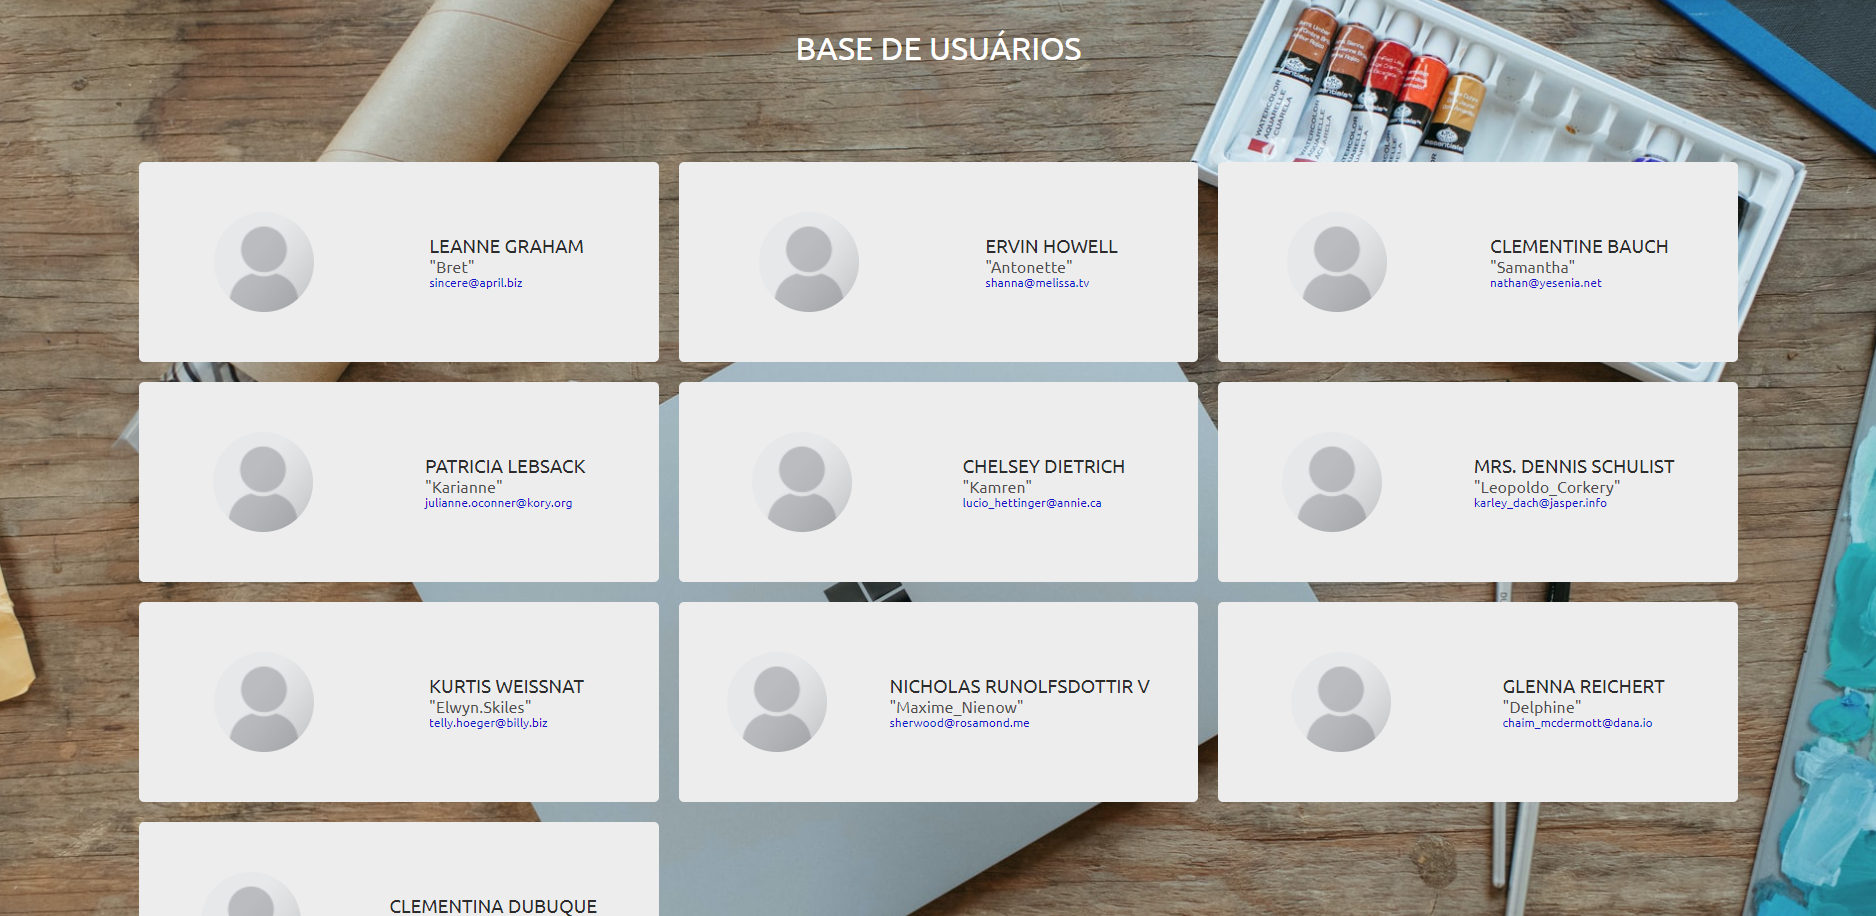 BASE DE USUÁRIOS
WATERCOLOR
AQUARELLE
essentiels
LEANNE GRAHAM
"Bret"
sincere@april.biz
ERVIN HOWELL
"Antonette"
shanna@melissa.tv
CLEMENTINE BAUCH
"Samantha"
nathan@yesenia.net
PATRICIA LEBSACK
"Karianne"
julianne.oconner@kory.org
CHELSEY DIETRICH
"Kamren"
lucio_hettinger@annie.ca
MRS. DENNIS SCHULIST
"Leopoldo_Corkery"
karley_dach@jasper.info
KURTIS WEISSNAT
"Elwyn.Skiles"
telly.hoeger@billy.biz
NICHOLAS RUNOLFSDOTTIR V
"Maxime_Nienow"
sherwood@rosamond.me
GLENNA REICHERT
"Delphine"
chaim_mcdermott@dana.io
CLEMENTINA DUBUQUE